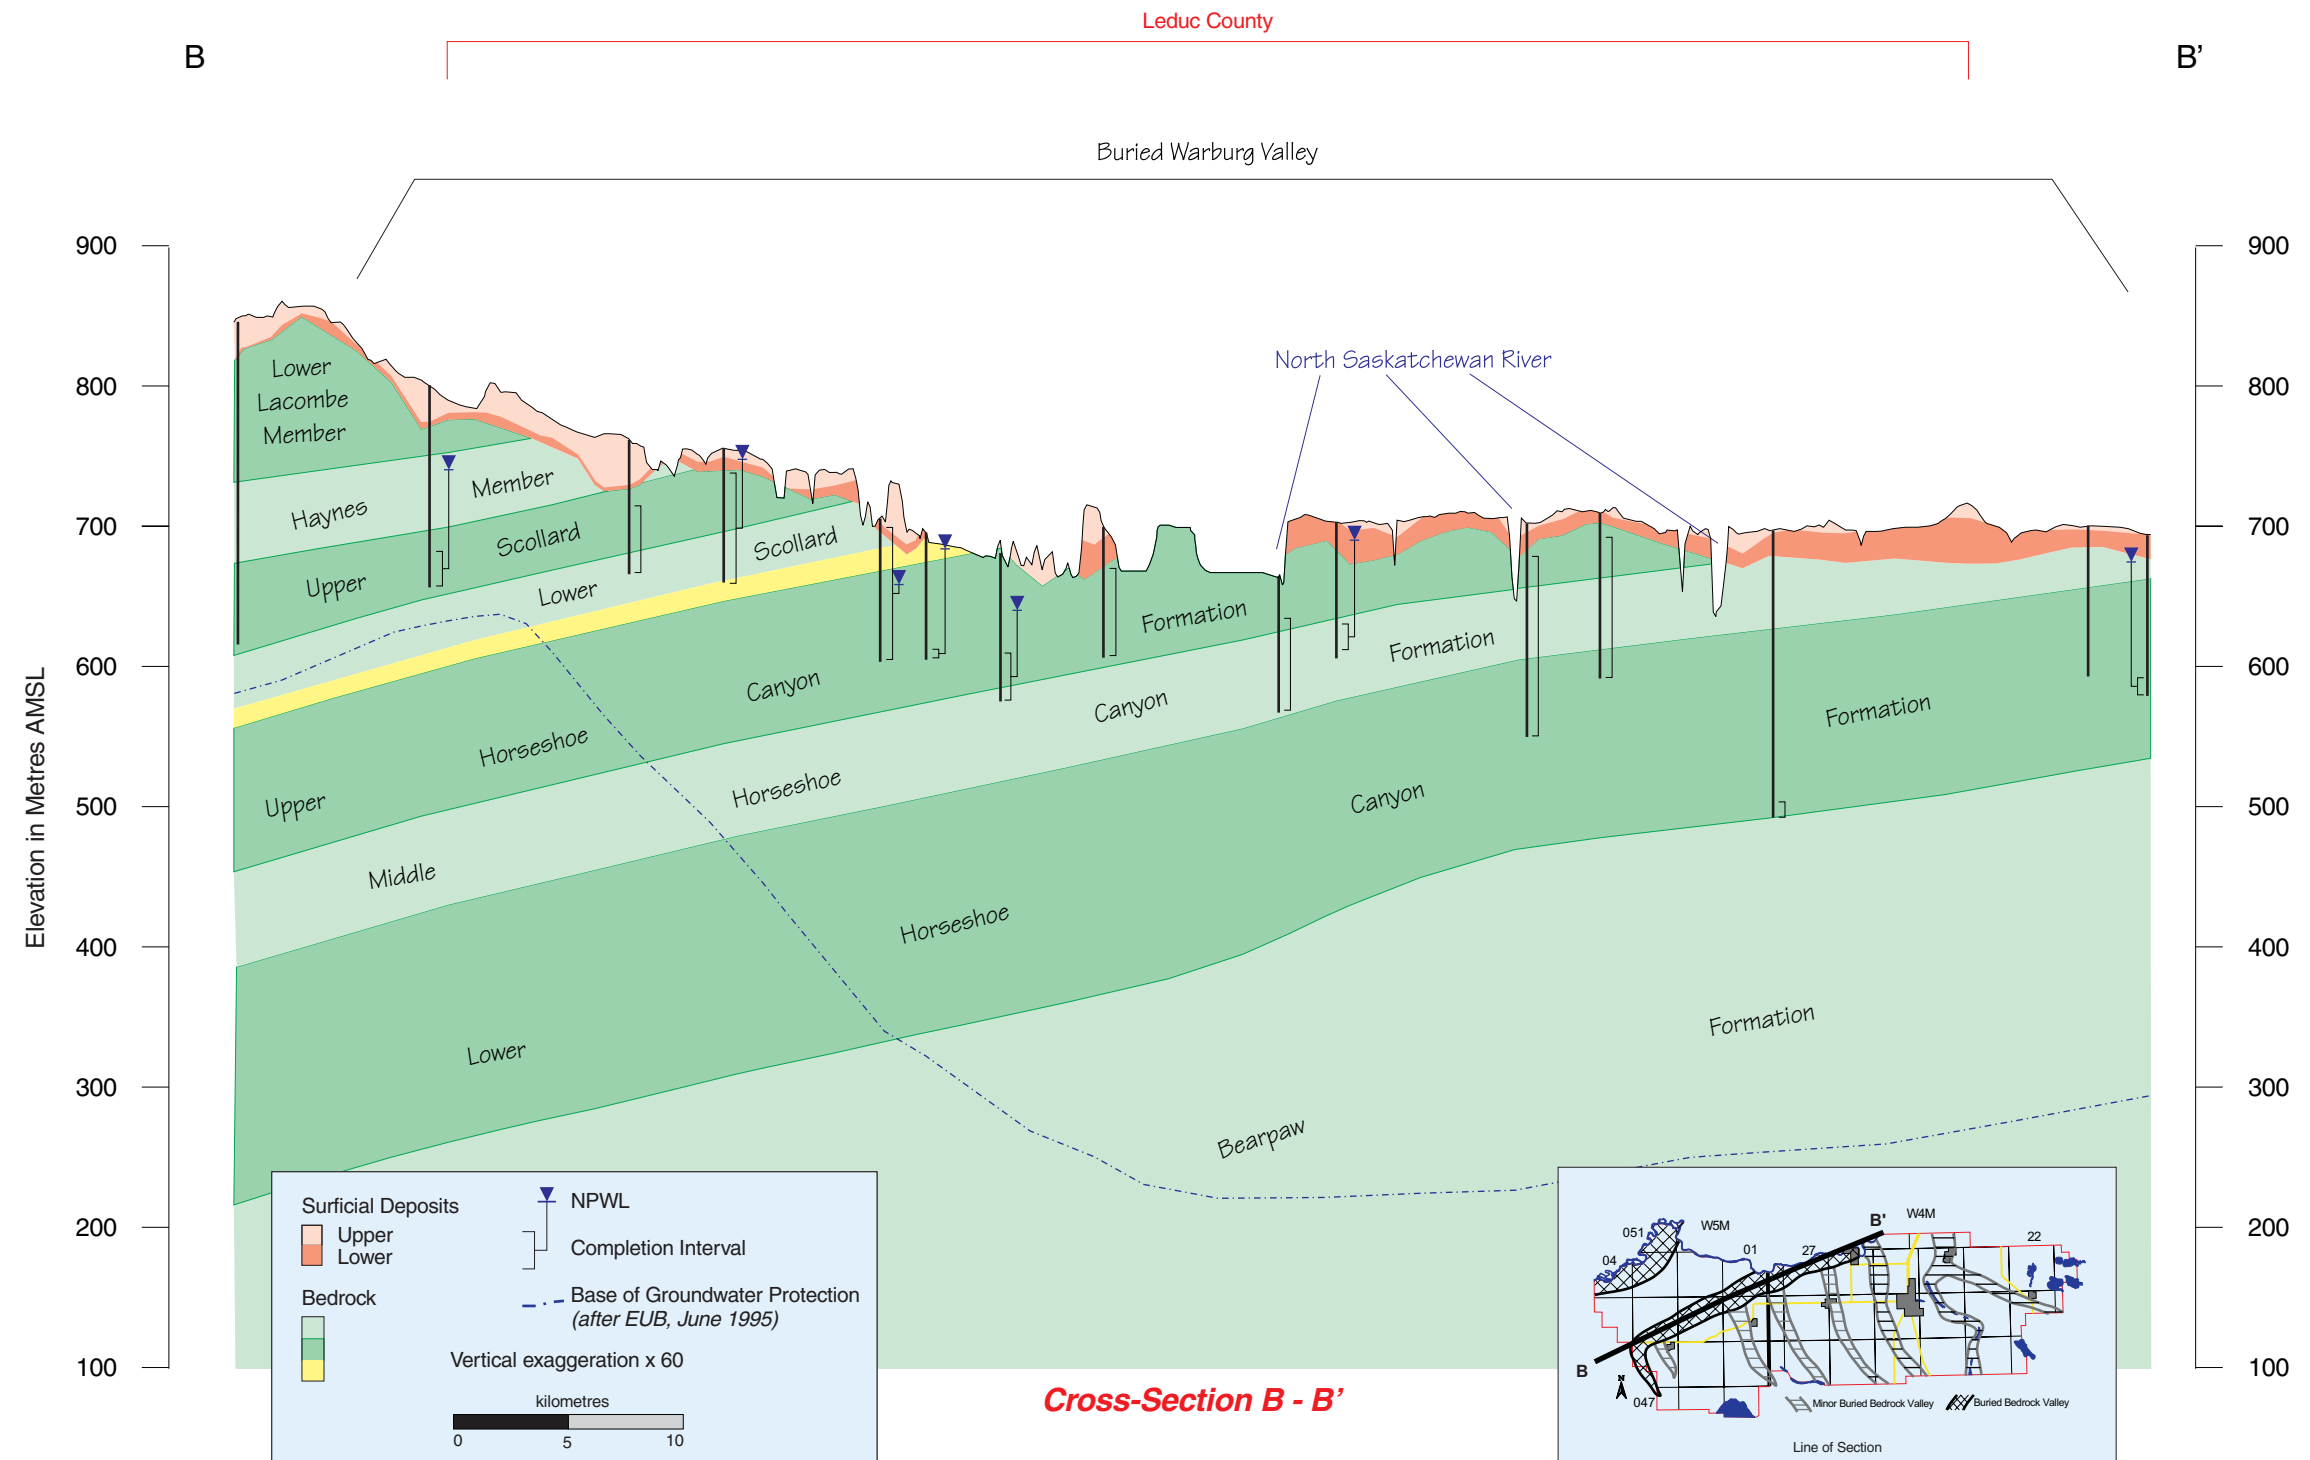 Leduc County
B
B’
Buried Warburg Valley
900
900
North Saskatchewan River
Lower
Lacombe
Member
800
800
Haynes
Member
700
700
Upper
Scollard
Lower
Scollard
Formation
Formation
600
600
Elevation in Metres AMSL
Upper
Horseshoe
Canyon
Canyon
Formation
500
500
Middle
Horseshoe
Canyon
400
400
Lower
Horseshoe
Formation
300
300
Bearpaw
200
200
100
100
Surficial Deposits
Upper
Lower
Bedrock
NPWL
Completion Interval
Base of Groundwater Protection
(after EUB, June 1995)
Vertical exaggeration x 60
kilometres
0
5
10
Cross-Section B - B’
B'
W4M
W5M
051
04
01
27
22
B
N
047
Minor Buried Bedrock Valley
Buried Bedrock Valley
Line of Section